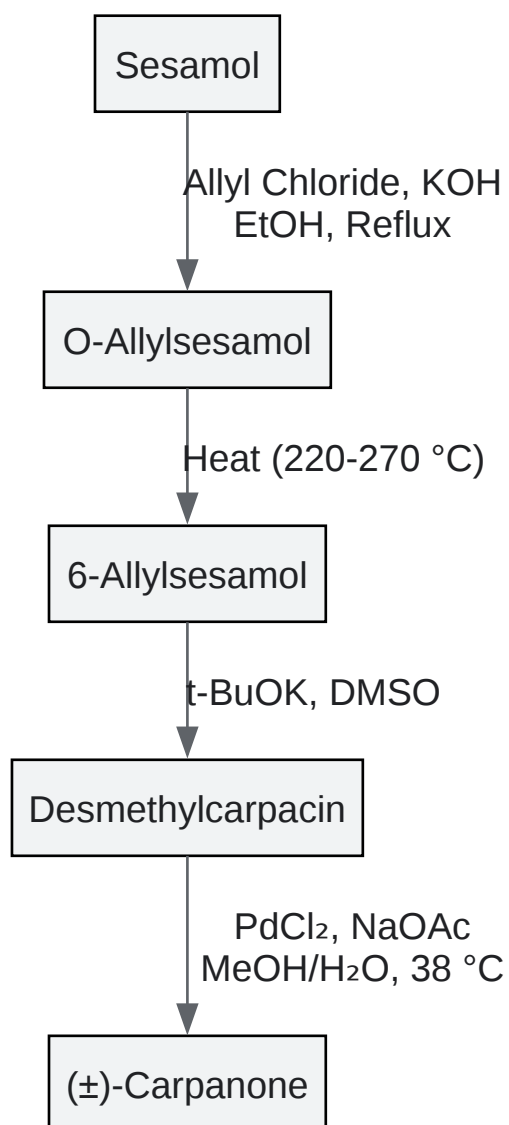 Sesamol
Allyl Chloride, KOH
EtOH, Reflux
O-Allylsesamol
Heat (220-270 °C)
6-Allylsesamol
t-BuOK, DMSO
Desmethylcarpacin
PdCl₂, NaOAc
MeOH/H₂O, 38 °C
(±)-Carpanone